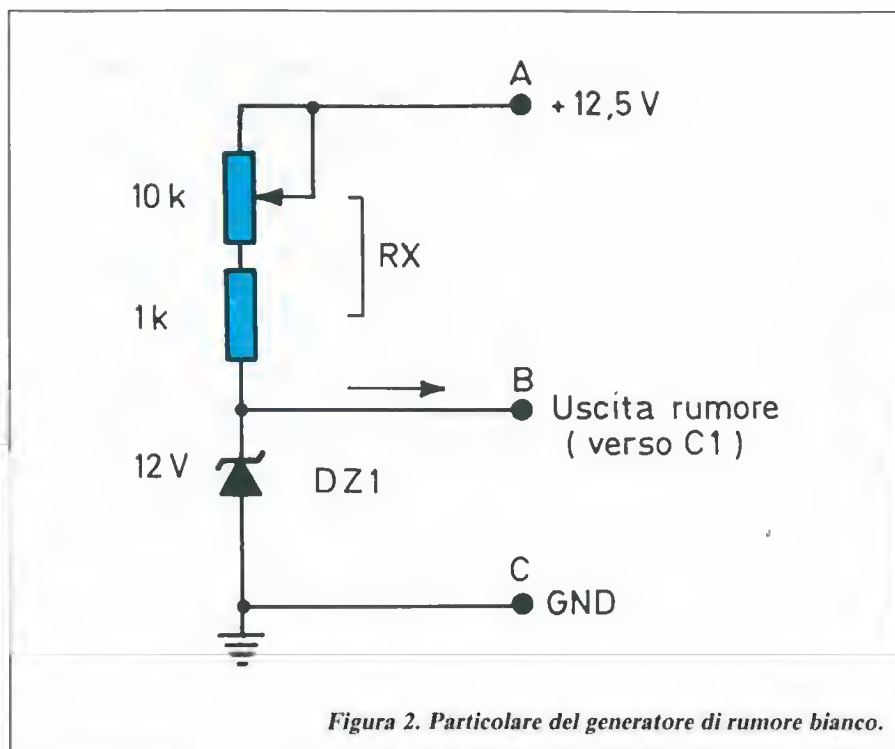 A
+ 12,5 V
10 k
RX
1 k
B
Uscita rumore
( verso C1 )
12 V
DZ1
C
GND
Figura 2. Particolare del generatore di rumore bianco.